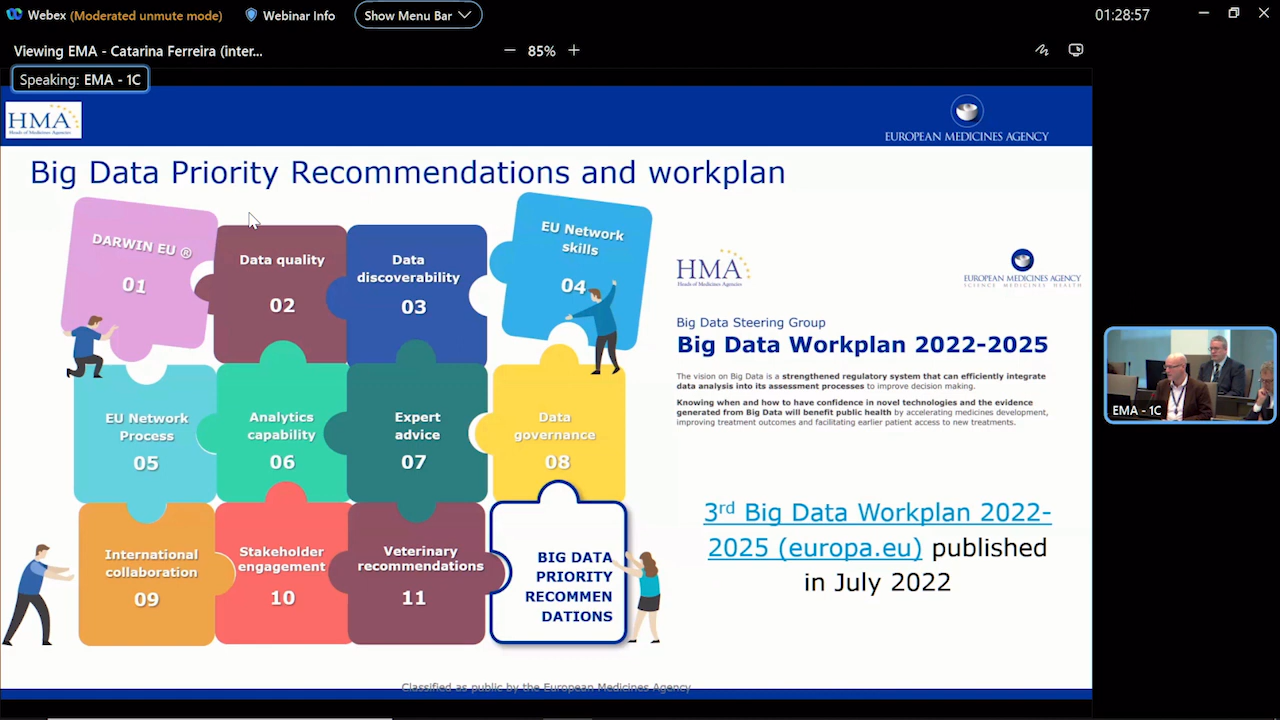 Webex (Moderated unmute mode) Webinar Info Show Menu Bar 01:28:57
Viewing EMA - Catarina Ferreira (inter... 85%
Speaking: EMA - 1C
HMA
Heads of Medicines Agencies
EUROPEAN MEDICINES AGENCY
Big Data Priority Recommendations and workplan
DARWIN EU ®
01
Data quality
02
Data
discoverability
03
EU Network
skills
04
EU Network
Process
05
Analytics
capability
06
Expert
advice
07
Data
governance
08
International
collaboration
09
Stakeholder
engagement
10
Veterinary
recommendations
11
BIG DATA
PRIORITY
RECOMMEN
DATIONS
HMA
Heads of Medicines Agencies
EUROPEAN MEDICINES AGENCY
SCIENCE MEDICINES HEALTH
Big Data Steering Group
Big Data Workplan 2022-2025
The vision on Big Data is a strengthened regulatory system that can efficiently integrate
data analysis into its assessment processes to improve decision making.
Knowing when and how to have confidence in novel technologies and the evidence
generated from Big Data will benefit public health by accelerating medicines development,
improving treatment outcomes and facilitating earlier patient access to new treatments.
3rd Big Data Workplan 2022-
2025 (europa.eu) published
in July 2022
EMA - 1C
Classified as public by the European Medicines Agency